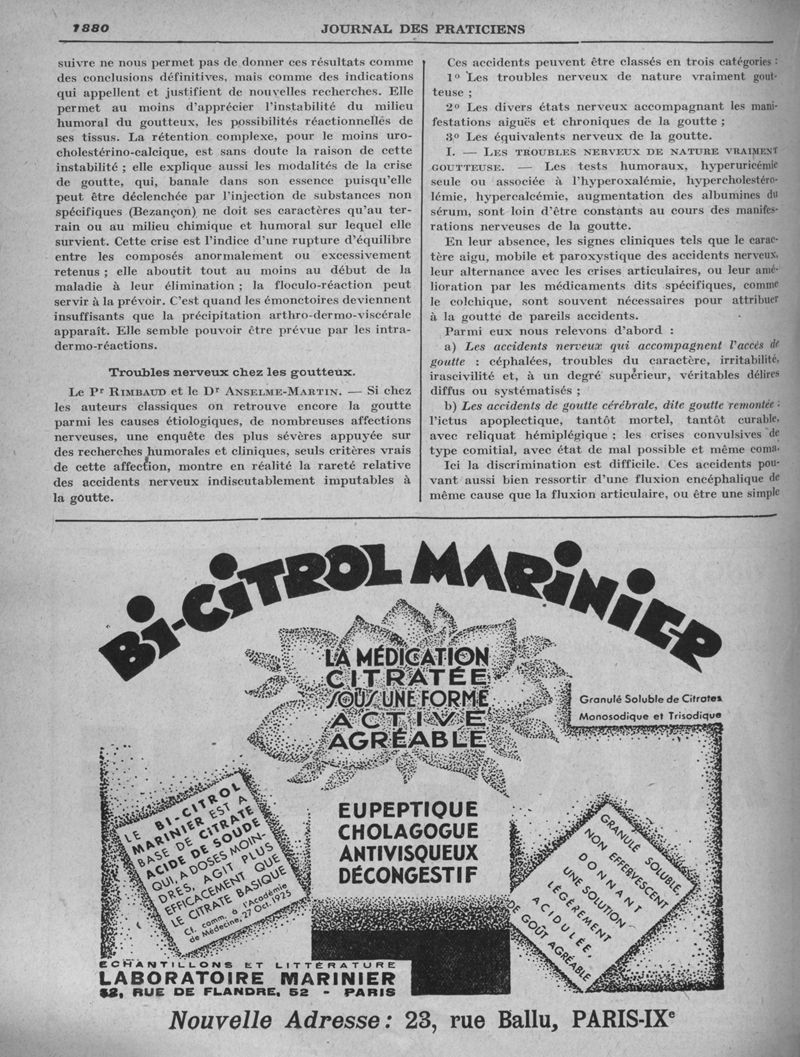 1880
JOURNAL DES PRATICIENS
suivre ne nous permet pas de donner ces résultats comme
des conclusions définitives, mais comme des indications
qui appellent et justifient de nouvelles recherches. Elle
permet au moins d'apprécier l'instabilité du milieu
humoral du goutteux, les possibilités réactionnelles de
ses tissus. La rétention complexe, pour le moins uro-
cholestérino-calcique, est sans doute la raison de cette
instabilité ; elle explique aussi les modalités de la crise
de goutte, qui, banale dans son essence puisqu'elle
peut être déclenchée par l'injection de substances non
spécifiques (Bezançon) ne doit ses caractères qu'au ter-
rain ou au milieu chimique et humoral sur lequel elle
survient. Cette crise est l'indice d'une rupture d'équilibre
entre les composés anormalement ou excessivement
retenus ; elle aboutit tout au moins au début de la
maladie à leur élimination ; la floculo-réaction peut
servir à la prévoir. C'est quand les émonctoires deviennent
insuffisants que la précipitation arthro-dermo-viscérale
apparaît. Elle semble pouvoir être prévue par les intra-
dermo-réactions.
Troubles nerveux chez les goutteux.
Le Pr RIMBAUD et le Dr ANSELME-MARTIN. — Si chez
les auteurs classiques on retrouve encore la goutte
parmi les causes étiologiques, de nombreuses affections
nerveuses, une enquête des plus sévères appuyée sur
des recherches humorales et cliniques, seuls critères vrais
de cette affection, montre en réalité la rareté relative
des accidents nerveux indiscutablement imputables à
la goutte.
Ces accidents peuvent être classés en trois catégories :
1º Les troubles nerveux de nature vraiment gout-
teuse ;
2º Les divers états nerveux accompagnant les mani-
festations aiguës et chroniques de la goutte ;
3º Les équivalents nerveux de la goutte.
I. — LES TROUBLES NERVEUX DE NATURE VRAIMENT
GOUTTEUSE. — Les tests humoraux, hyperuricémie
seule ou associée à l'hyperoxalémie, hypercholestéro-
lémie, hypercalcémie, augmentation des albumines du
sérum, sont loin d'être constants au cours des manifes-
rations nerveuses de la goutte.
En leur absence, les signes cliniques tels que le carac-
tère aigu, mobile et paroxystique des accidents nerveux,
leur alternance avec les crises articulaires, ou leur amé-
lioration par les médicaments dits spécifiques, comme
le colchique, sont souvent nécessaires pour attribuer
à la goutte de pareils accidents.
Parmi eux nous relevons d'abord :
a) Les accidents nerveux qui accompagnent l'accès de
goutte : céphalées, troubles du caractère, irritabilité,
irascivilité et, à un degré supérieur, véritables délires
diffus ou systématisés ;
b) Les accidents de goutte cérébrale, dite goutte remontée :
l'ictus apoplectique, tantôt mortel, tantôt curable,
avec reliquat hémiplégique ; les crises convulsives de
type comitial, avec état de mal possible et même coma.
Ici la discrimination est difficile. Ces accidents pou-
vant aussi bien ressortir d'une fluxion encéphalique de
même cause que la fluxion articulaire, ou être une simple
BI-CITROL MARINIER
LA MÉDICATION
CITRATÉE
SOUS UNE FORME
ACTIVE
AGRÉABLE
Granulé Soluble de Citrates
Monosodique et Trisodique
LE BI-CITROL
MARINIER EST A
BASE DE CITRATE
ACIDE DE SOUDE
QUI, A DOSES MOIN-
DRES, AGIT PLUS
EFFICACEMENT QUE
LE CITRATE BASIQUE
Cf. comm. à l'Académie
de Médecine, 27 Oct. 1925
EUPEPTIQUE
CHOLAGOGUE
ANTIVISQUEUX
DÉCONGESTIF
GRANULÉ SOLUBLE,
NON EFFERVESCENT
DONNANT
UNE SOLUTION
LÉGÈREMENT
ACIDULÉE,
DE GOÛT AGRÉABLE
ECHANTILLONS ET LITTÉRATURE
LABORATOIRE MARINIER
52, RUE DE FLANDRE, 52 - PARIS
Nouvelle Adresse : 23, rue Ballu, PARIS-IXe